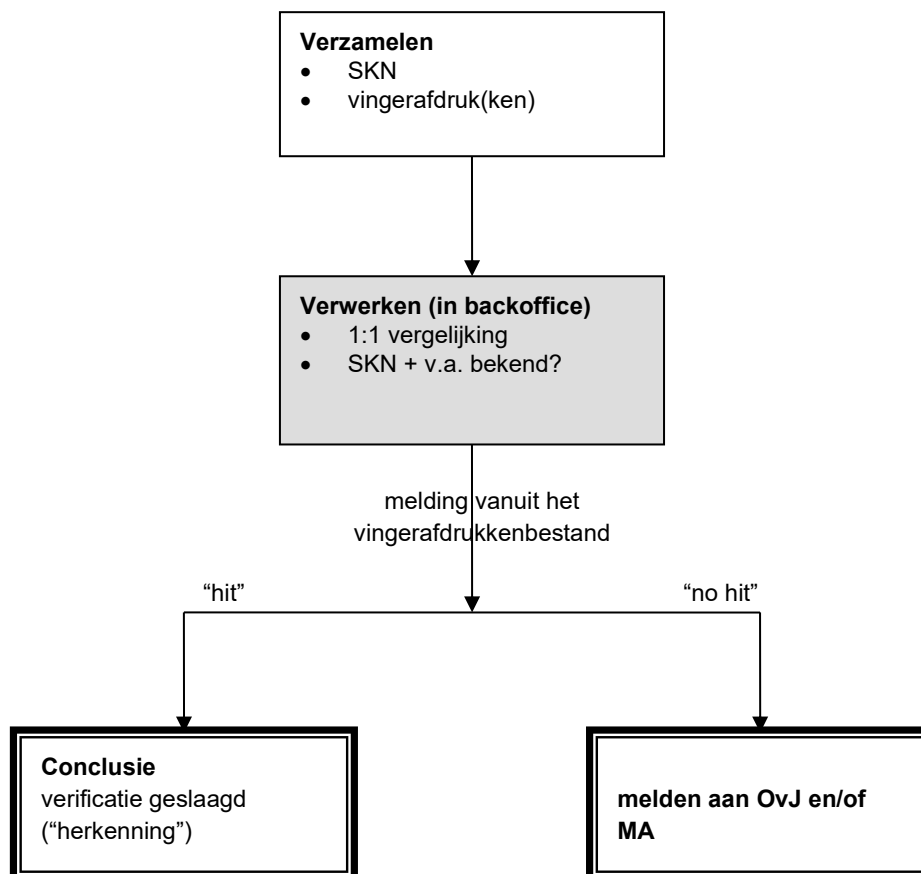 Verzamelen
• SKN
• vingerafdruk(ken)
Verwerken (in backoffice)
• 1:1 vergelijking
• SKN + v.a. bekend?
melding vanuit het
vingerafdrukkenbestand
“hit”
“no hit”
Conclusie
verificatie geslaagd
(“herkenning”)
melden aan OvJ en/of
MA